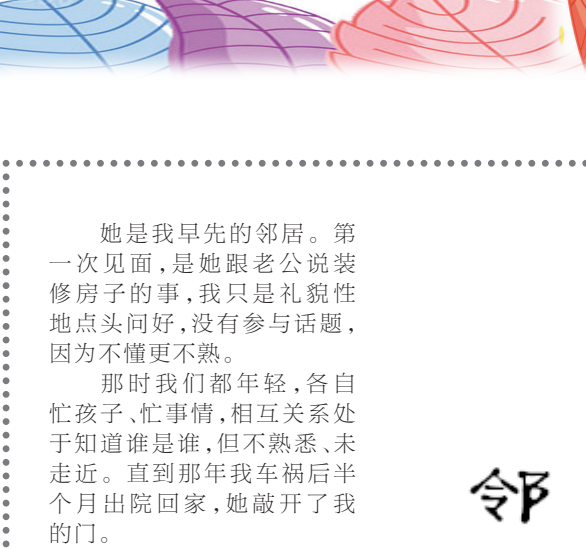 她是我早先的邻居。第
一次见面,是她跟老公说装
修房子的事,我只是礼貌性
地点头问好,没有参与话题,
因为不懂更不熟。
那时我们都年轻,各自
忙孩子、忙事情,相互关系处
于知道谁是谁,但不熟悉、未
走近。直到那年我车祸后半
个月出院回家,她敲开了我
的门。
邻